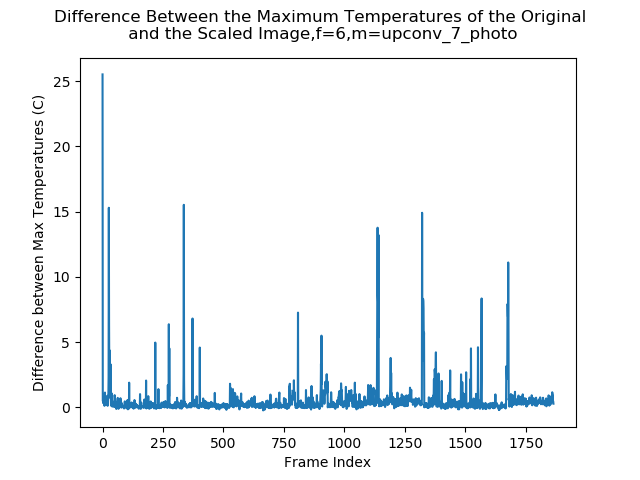 Difference Between the Maximum Temperatures of the Original
and the Scaled Image,f=6,m=upconv_7_photo
Difference between Max Temperatures (C)
25
20
15
10
5
0
0 250 500 750 1000 1250 1500 1750
Frame Index